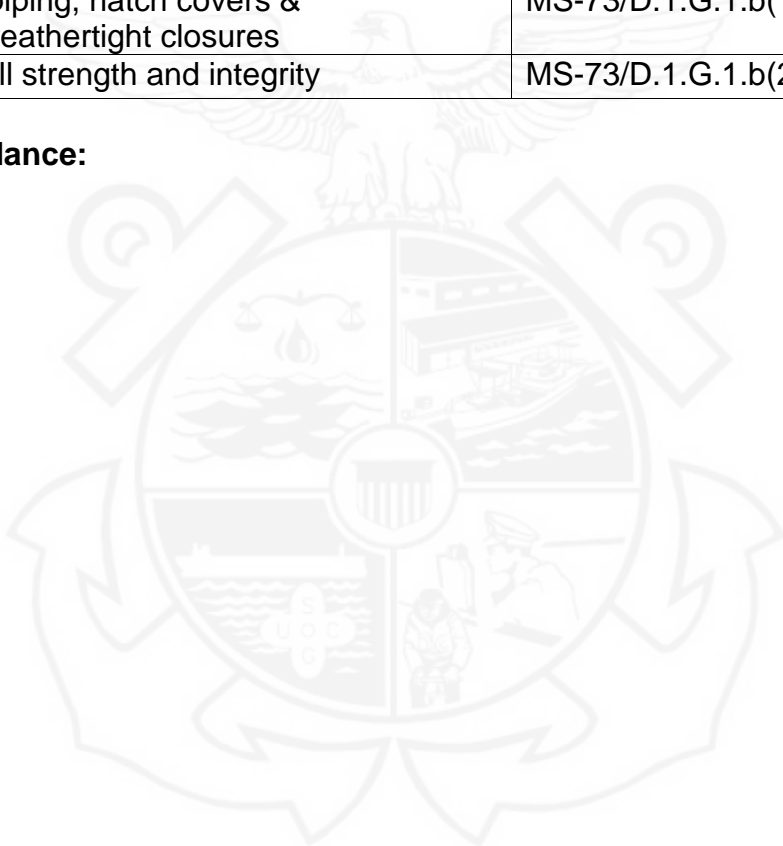 piping, hatch covers & MS-73/D.1.G.1.b(
eathertight closures
ll strength and integrity MS-73/D.1.G.1.b(2
lance:
S
U O C
G